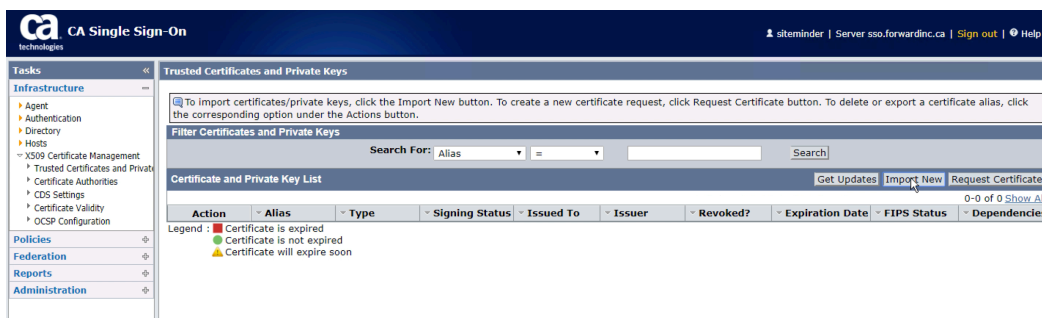 ca technologies CA Single Sign-On
siteminder | Server sso.forwardinc.ca | Sign out | Help
Tasks «
Infrastructure
Agent
Authentication
Directory
Hosts
X509 Certificate Management
Trusted Certificates and Private
Certificate Authorities
CDS Settings
Certificate Validity
OCSP Configuration
Policies
Federation
Reports
Administration
Trusted Certificates and Private Keys
To import certificates/private keys, click the Import New button. To create a new certificate request, click Request Certificate button. To delete or export a certificate alias, click
the corresponding option under the Actions button.
Filter Certificates and Private Keys
Search For: Alias = Search
Certificate and Private Key List Get Updates Import New Request Certificate
0-0 of 0 Show Al
Action Alias Type Signing Status Issued To Issuer Revoked? Expiration Date FIPS Status Dependencie
Legend : Certificate is expired
Certificate is not expired
Certificate will expire soon